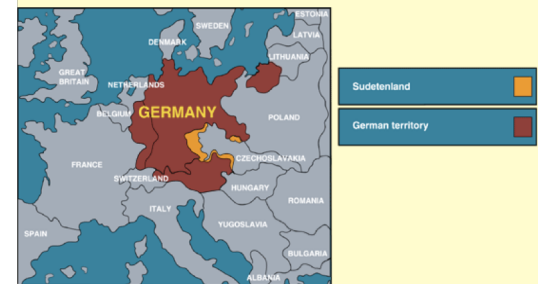 ESTONIA
SWEDEN
LATVIA
DENMARK
LITHUANIA
GREAT
BRITAIN
NETHERLANDS
BELGIUM
GERMANY
POLAND
CZECHOSLAVAKIA
FRANCE
SWITZERLAND
HUNGARY
ROMANIA
ITALY
YUGOSLAVIA
SPAIN
BULGARIA
ALBANIA
Sudetenland
German territory